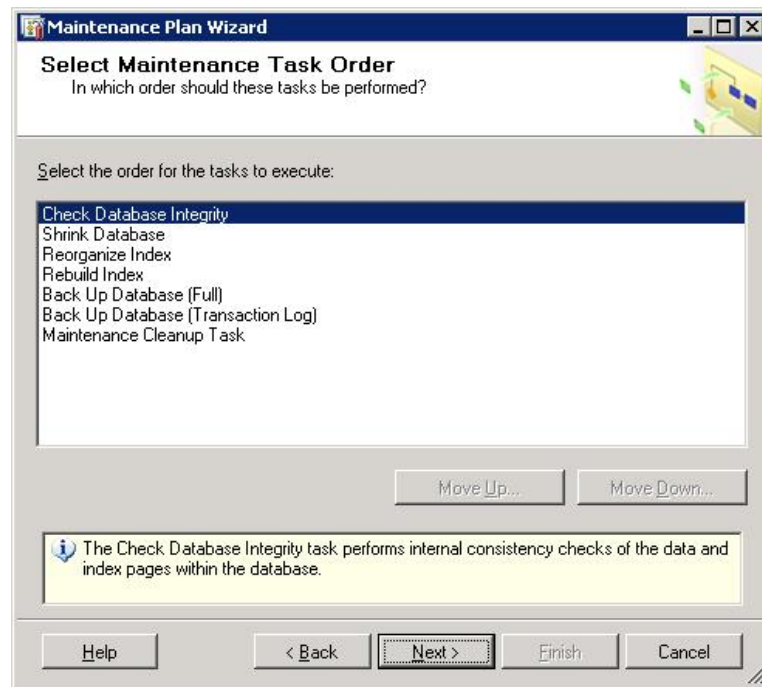 Maintenance Plan Wizard
Select Maintenance Task Order
In which order should these tasks be performed?
Select the order for the tasks to execute:
Check Database Integrity
Shrink Database
Reorganize Index
Rebuild Index
Back Up Database (Full)
Back Up Database (Transaction Log)
Maintenance Cleanup Task
Move Up... Move Down...
The Check Database Integrity task performs internal consistency checks of the data and
index pages within the database.
Help < Back Next > Finish Cancel